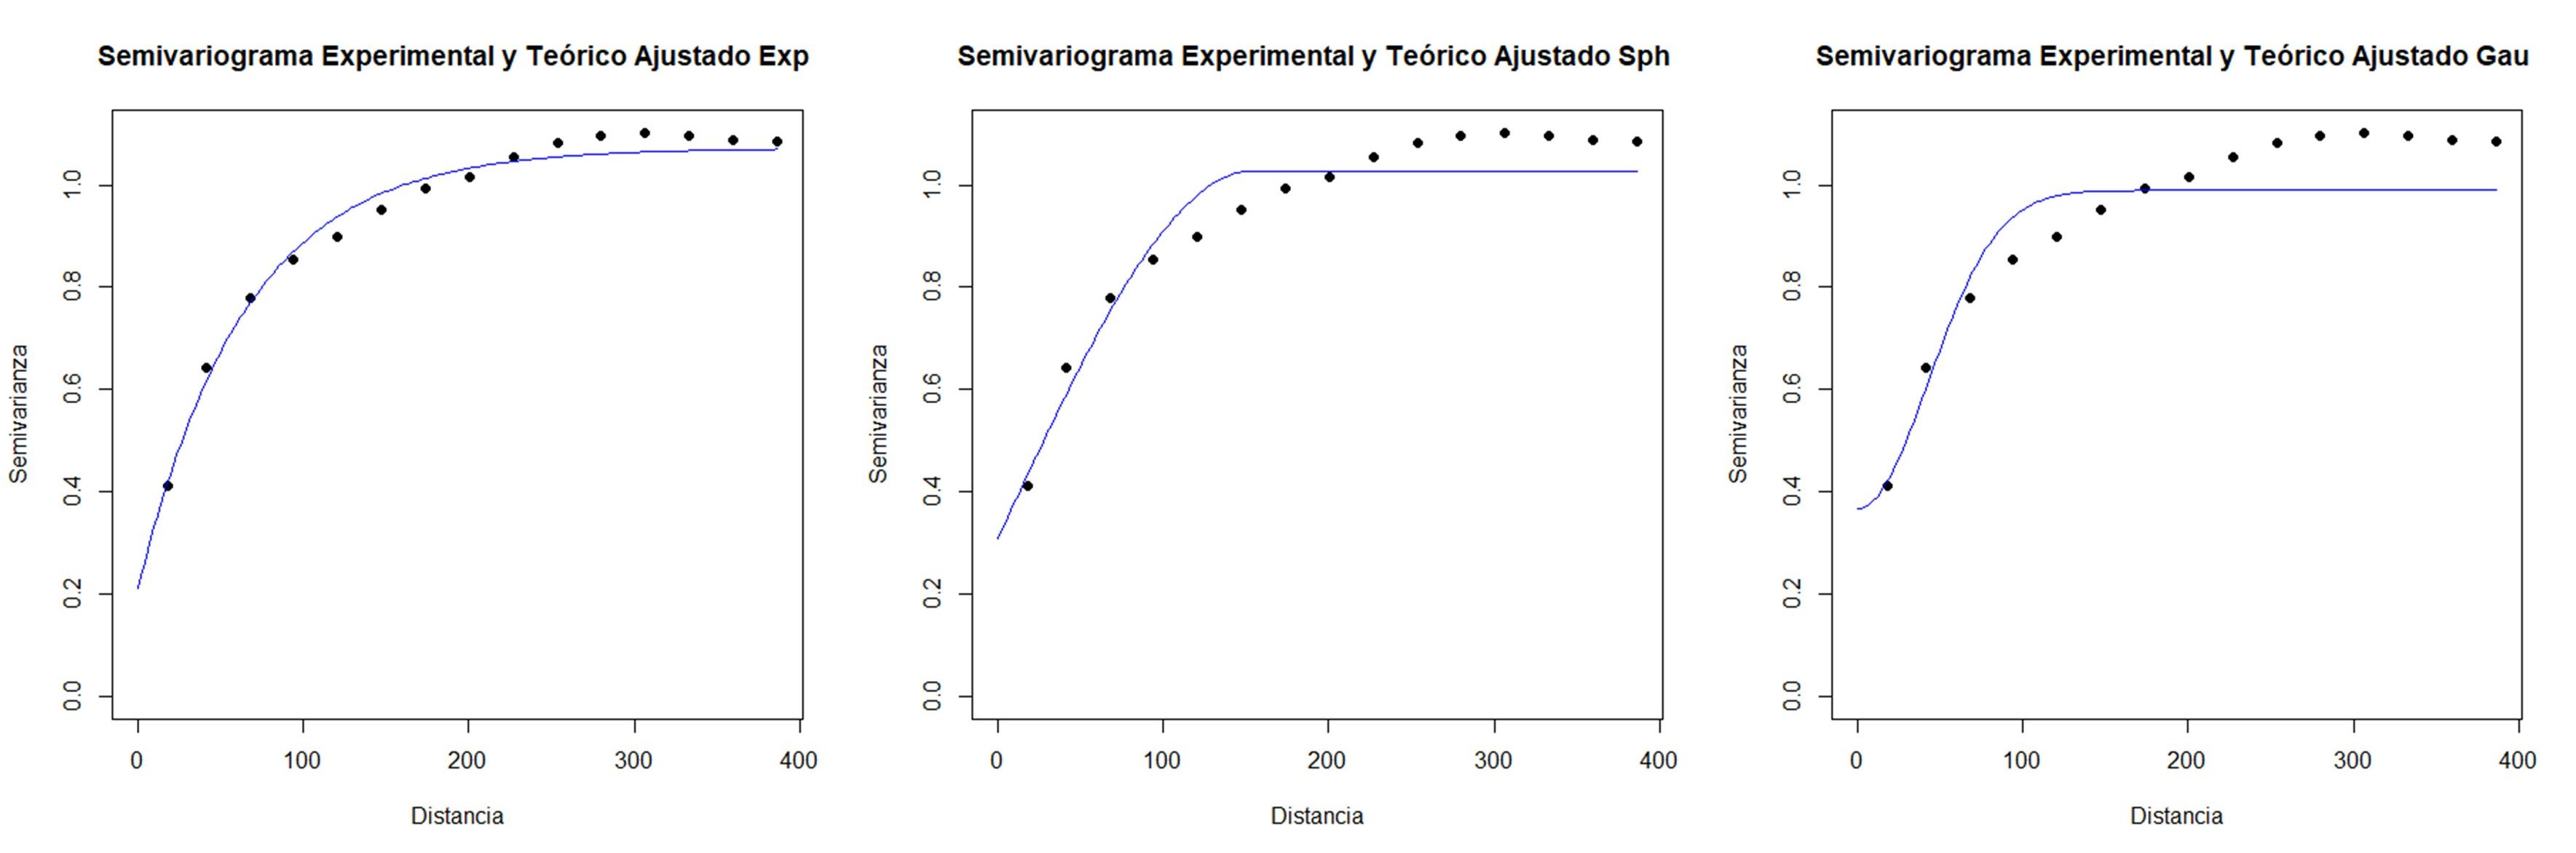 Semivariograma Experimental y Teórico Ajustado Exp
Semivarianza
0.0 0.2 0.4 0.6 0.8 1.0
0 100 200 300 400
Distancia
Semivariograma Experimental y Teórico Ajustado Sph
Semivarianza
0.0 0.2 0.4 0.6 0.8 1.0
0 100 200 300 400
Distancia
Semivariograma Experimental y Teórico Ajustado Gau
Semivarianza
0.0 0.2 0.4 0.6 0.8 1.0
0 100 200 300 400
Distancia